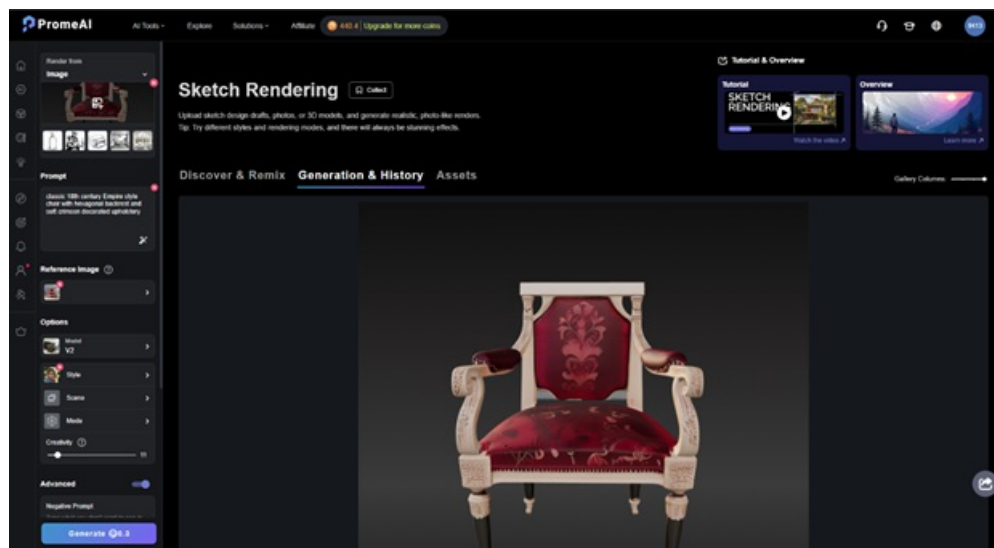 PromeAI
AI Tools
Explore
Solutions
Affiliate
440.4 | Upgrade for more coins
Render from
Image
Prompt
classic 18th century Empire style
chair with hexagonal backrest and
soft crimson decorated upholstery
Reference Image
Options
Model
V2
Style
Scene
Mode
Creativity
Advanced
Negative Prompt
Generate
Sketch Rendering
Collect
Upload sketch design drafts, photos, or 3D models, and generate realistic, photo-like renders.
Tip: Try different styles and rendering modes, and there will always be stunning effects.
Tutorial & Overview
Tutorial
SKETCH
RENDERING
Watch the video
Overview
Learn more
Discover & Remix
Generation & History
Assets
Gallery Columns: